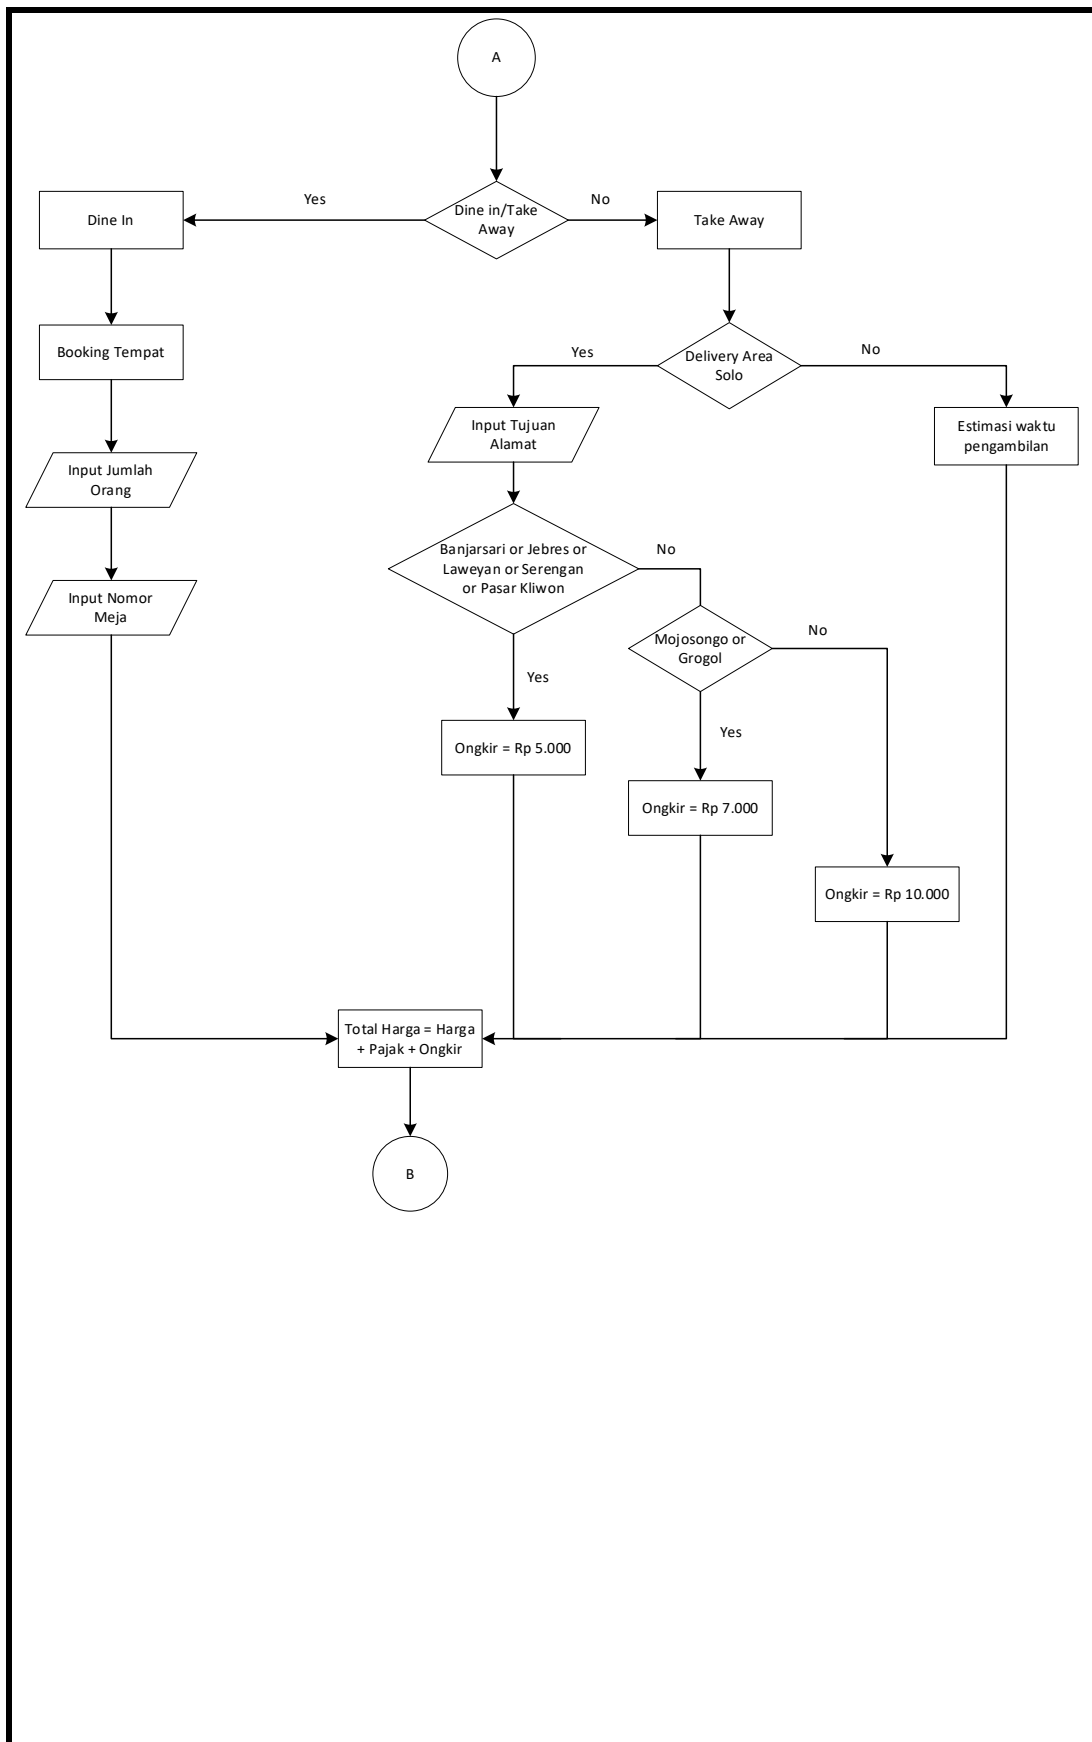 A
Yes
Dine in/Take
Away
No
Dine In
Take Away
Booking Tempat
Yes
Delivery Area
Solo
No
Input Tujuan
Alamat
Estimasi waktu
pengambilan
Input Jumlah
Orang
Banjarsari or Jebres or
Laweyan or Serengan
or Pasar Kliwon
No
Input Nomor
Meja
Mojosongo or
Grogol
No
Yes
Ongkir = Rp 5.000
Yes
Ongkir = Rp 7.000
Ongkir = Rp 10.000
Total Harga = Harga
+ Pajak + Ongkir
B